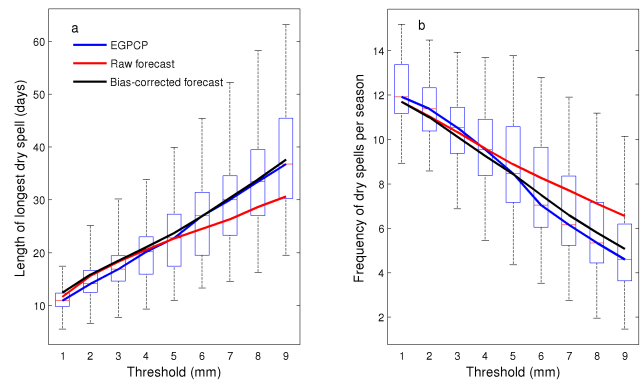 a
EGPCP
Raw forecast
Bias-corrected forecast
Length of longest dry spell (days)
60
50
40
30
20
10
1 2 3 4 5 6 7 8 9
Threshold (mm)
b
Frequency of dry spells per season
14
12
10
8
6
4
2
1 2 3 4 5 6 7 8 9
Threshold (mm)